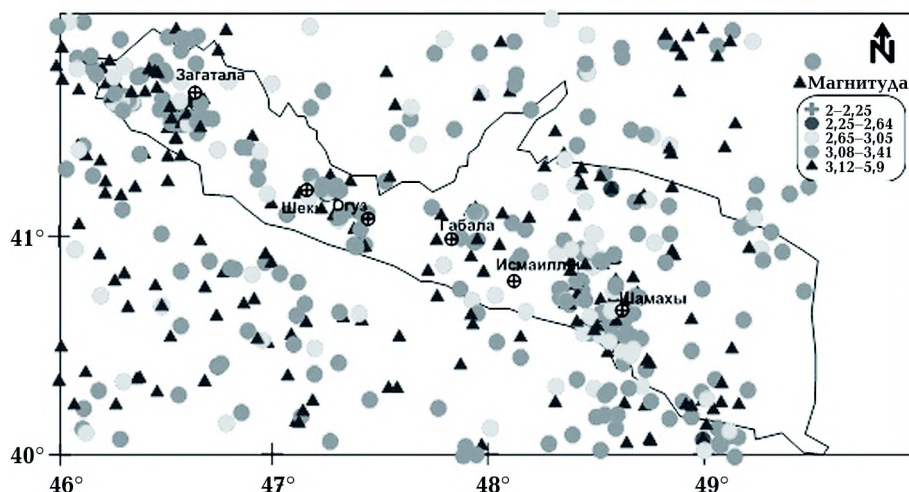 N
Загатала
Магнитуда
2–2,25
2,25–2,64
2,65–3,05
3,08–3,41
3,12–5,9
Шеки
Огуз
Габала
41°
Исмаиллы
Шамахы
40°
46°
47°
48°
49°